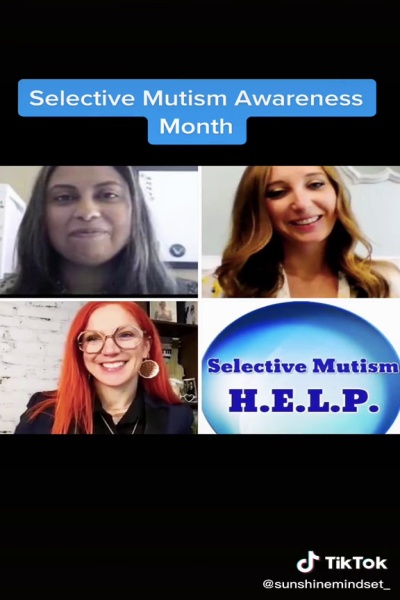 Selective Mutism Awareness
Month
Selective Mutism
H.E.L.P.
TikTok
@sunshinemindset_